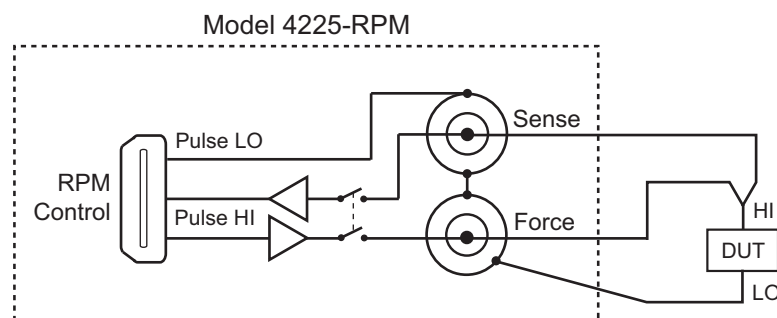 Model 4225-RPM
Sense
Pulse LO
RPM
Control
Pulse HI
Force
HI
DUT
LO